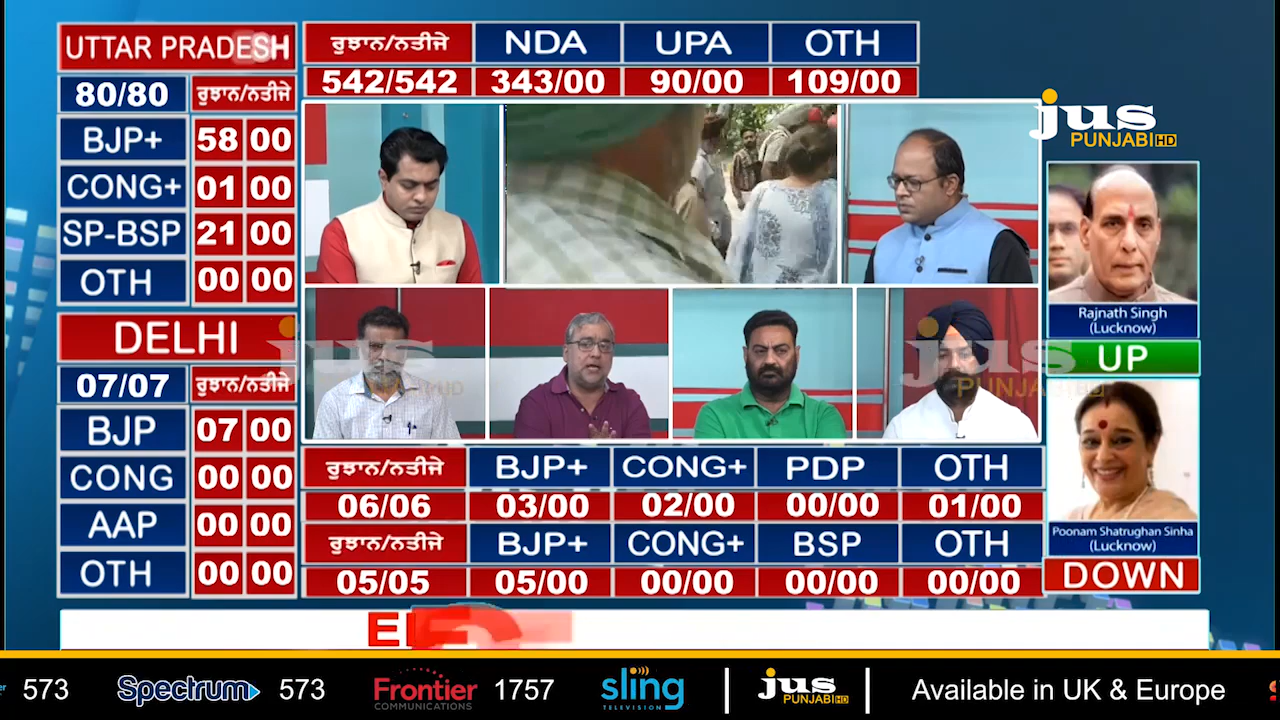 UTTAR PRADESH
80/80 ਰੁਝਾਨ/ਨਤੀਜੇ
BJP+ 58 00
CONG+ 01 00
SP-BSP 21 00
OTH 00 00
DELHI
07/07 ਰੁਝਾਨ/ਨਤੀਜੇ
BJP 07 00
CONG 00 00
AAP 00 00
OTH 00 00
ਰੁਝਾਨ/ਨਤੀਜੇ NDA UPA OTH
542/542 343/00 90/00 109/00
jus
PUNJABI HD
Rajnath Singh
(Lucknow)
UP
Poonam Shatrughan Sinha
(Lucknow)
DOWN
jus
jus
PUNJABI HD
ਰੁਝਾਨ/ਨਤੀਜੇ BJP+ CONG+ PDP OTH
06/06 03/00 02/00 00/00 01/00
ਰੁਝਾਨ/ਨਤੀਜੇ BJP+ CONG+ BSP OTH
05/05 05/00 00/00 00/00 00/00
573 Spectrum 573 Frontier COMMUNICATIONS 1757 sling TELEVISION jus PUNJABI HD Available in UK & Europe